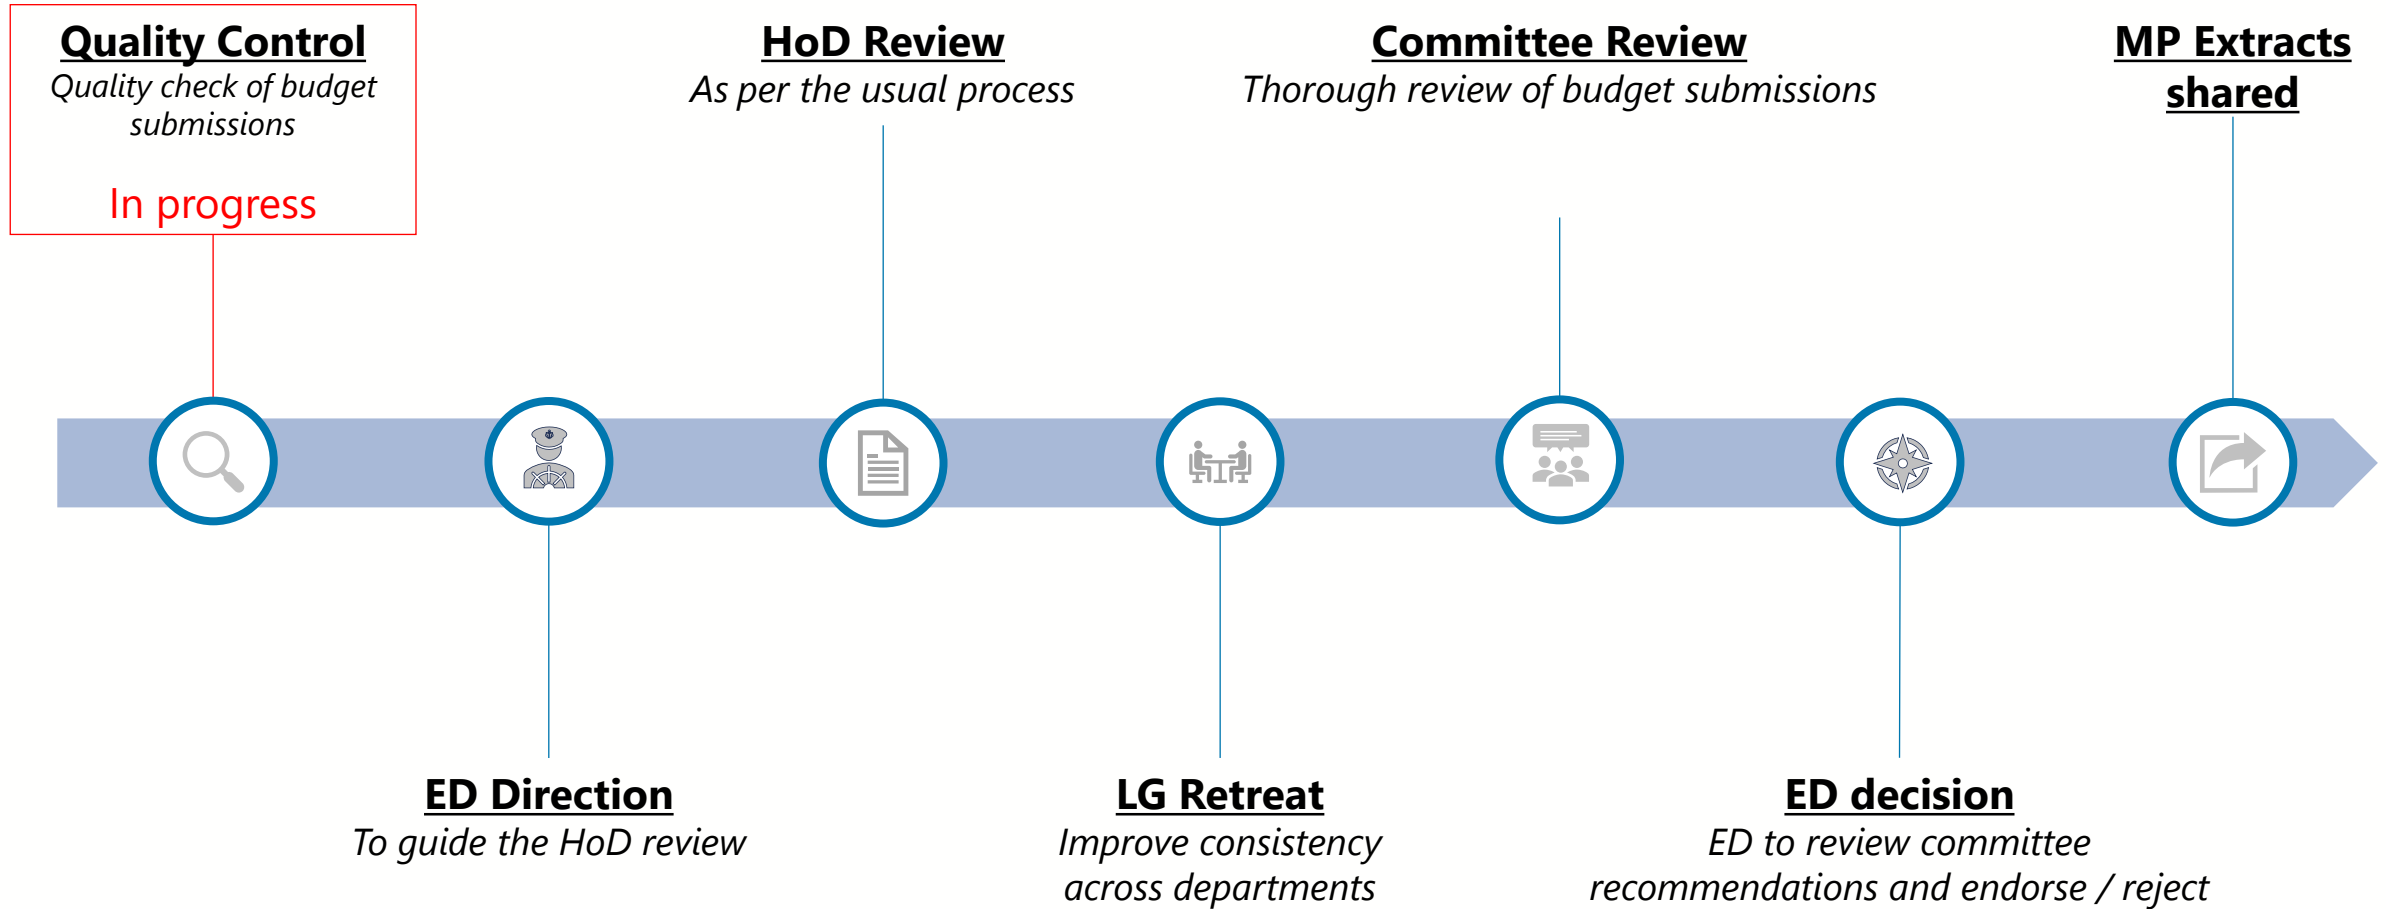 Quality Control
Quality check of budget
submissions
In progress
HoD Review
As per the usual process
Committee Review
Thorough review of budget submissions
MP Extracts
shared
ED Direction
To guide the HoD review
LG Retreat
Improve consistency
across departments
ED decision
ED to review committee
recommendations and endorse / reject